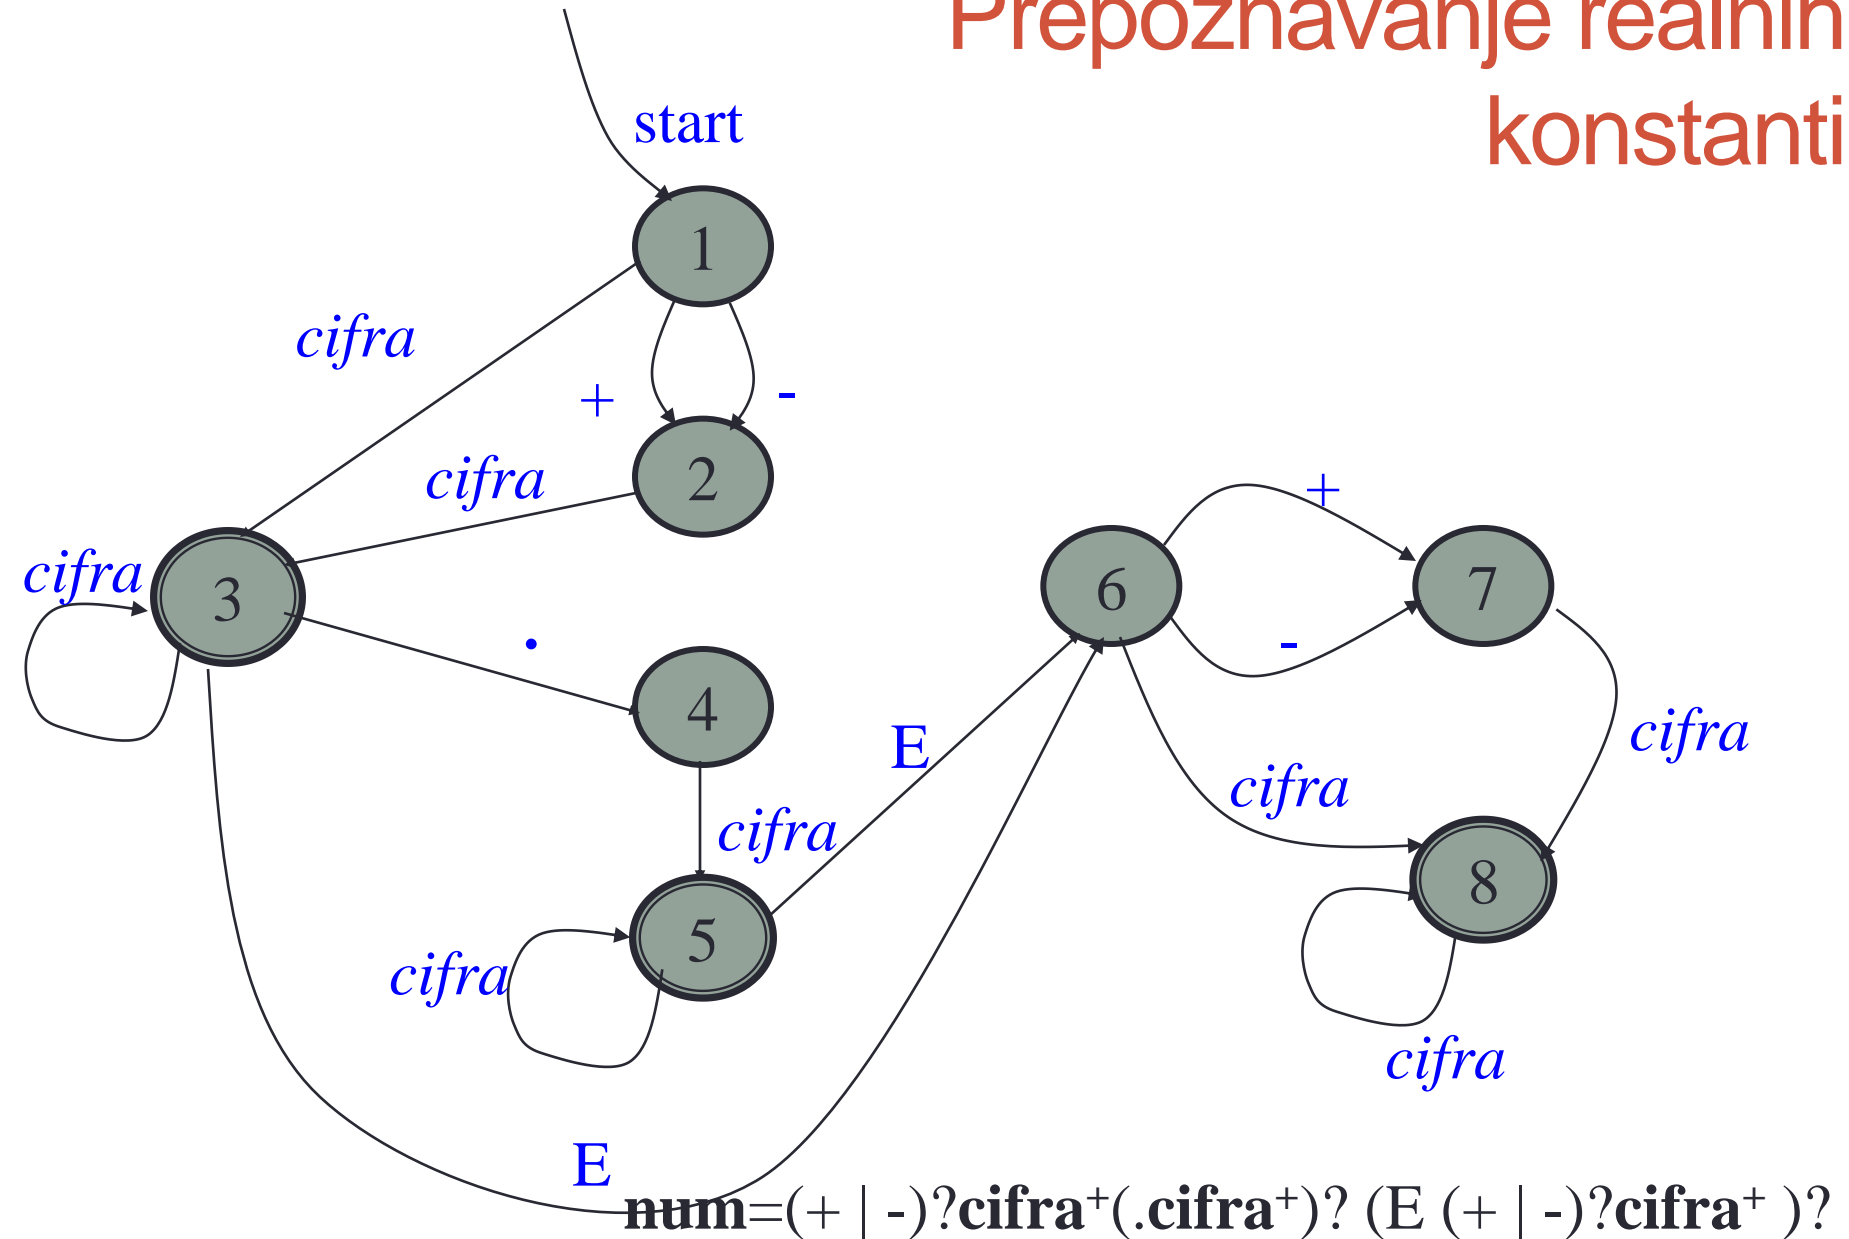 Prepoznavanje realnih
konstanti
start
1
cifra
+
-
2
cifra
cifra
3
.
4
cifra
E
5
cifra
E
6
+
-
7
cifra
cifra
8
cifra
num=(+ | -)?cifra⁺(.cifra⁺)? (E (+ | -)?cifra⁺ )?